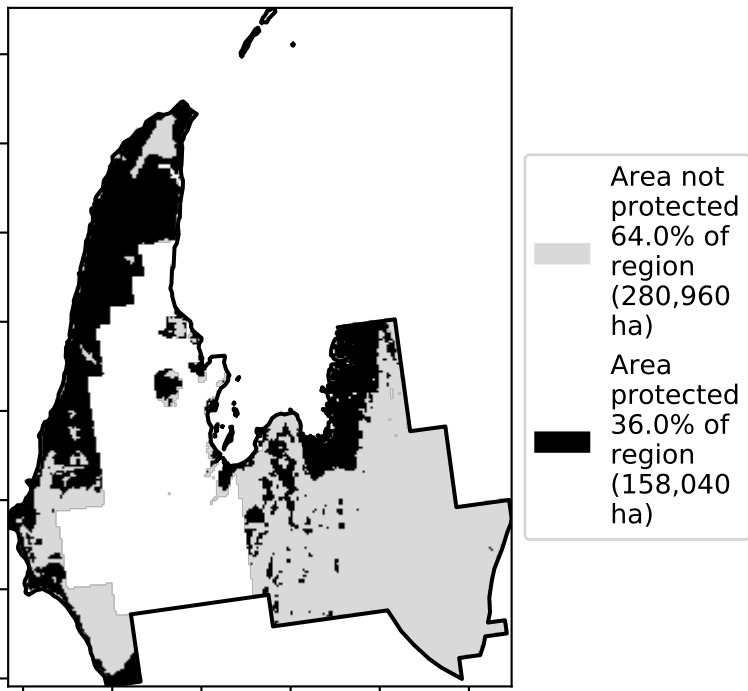 Area not
protected
64.0% of
region
(280,960
ha)
Area
protected
36.0% of
region
(158,040
ha)